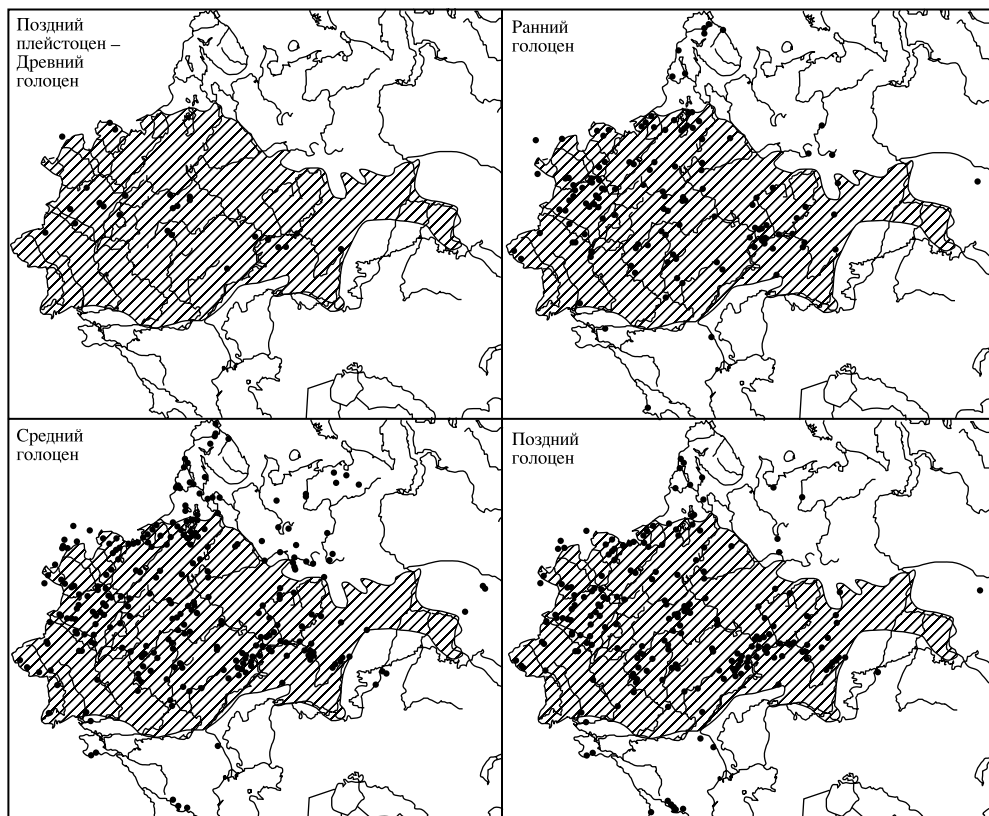 Поздний
плейстоцен –
Древний
голоцен
Ранний
голоцен
Средний
голоцен
Поздний
голоцен